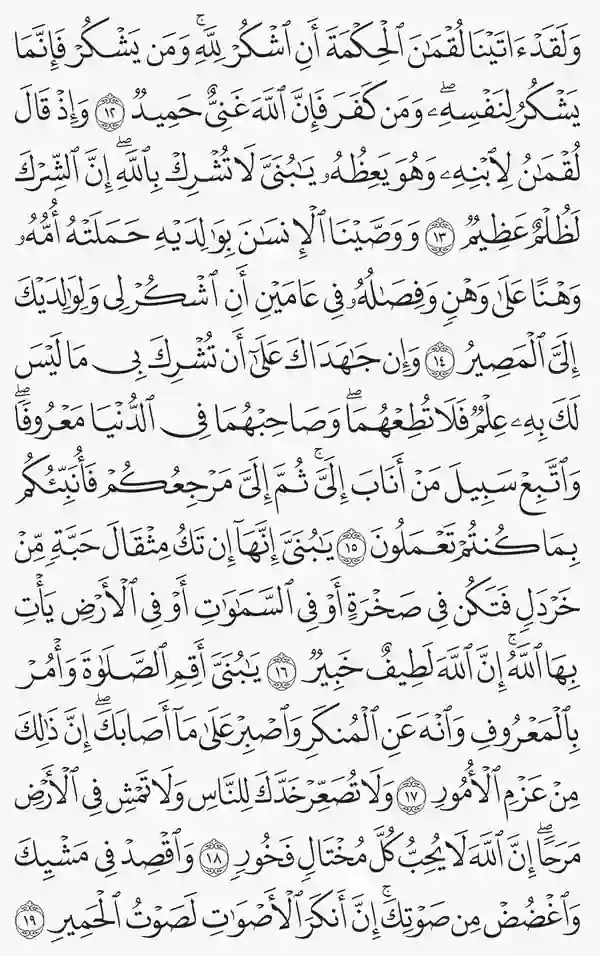 وَلَقَدْ ءَاتَيْنَا لُقْمَـٰنَ ٱلْحِكْمَةَ أَنِ ٱشْكُرْ لِلَّهِ ۚ وَمَن يَشْكُرْ فَإِنَّمَا
يَشْكُرُ لِنَفْسِهِۦ ۖ وَمَن كَفَرَ فَإِنَّ ٱللَّهَ غَنِىٌّ حَمِيدٌ ١٢ وَإِذْ قَالَ
لُقْمَـٰنُ لِٱبْنِهِۦ وَهُوَ يَعِظُهُۥ يَـٰبُنَىَّ لَا تُشْرِكْ بِٱللَّهِ ۖ إِنَّ ٱلشِّرْكَ
لَظُلْمٌ عَظِيمٌ ١٣ وَوَصَّيْنَا ٱلْإِنسَـٰنَ بِوَٰلِدَيْهِ حَمَلَتْهُ أُمُّهُۥ
وَهْنًا عَلَىٰ وَهْنٍ وَفِصَـٰلُهُۥ فِى عَامَيْنِ أَنِ ٱشْكُرْ لِى وَلِوَٰلِدَيْكَ
إِلَىَّ ٱلْمَصِيرُ ١٤ وَإِن جَـٰهَدَاكَ عَلَىٰٓ أَن تُشْرِكَ بِى مَا لَيْسَ
لَكَ بِهِۦ عِلْمٌ فَلَا تُطِعْهُمَا ۖ وَصَاحِبْهُمَا فِى ٱلدُّنْيَا مَعْرُوفًا ۖ
وَٱتَّبِعْ سَبِيلَ مَنْ أَنَابَ إِلَىَّ ۚ ثُمَّ إِلَىَّ مَرْجِعُكُمْ فَأُنَبِّئُكُم
بِمَا كُنتُمْ تَعْمَلُونَ ١٥ يَـٰبُنَىَّ إِنَّهَآ إِن تَكُ مِثْقَالَ حَبَّةٍ مِّنْ
خَرْدَلٍ فَتَكُن فِى صَخْرَةٍ أَوْ فِى ٱلسَّمَـٰوَٰتِ أَوْ فِى ٱلْأَرْضِ يَأْتِ
بِهَا ٱللَّهُ ۚ إِنَّ ٱللَّهَ لَطِيفٌ خَبِيرٌ ١٦ يَـٰبُنَىَّ أَقِمِ ٱلصَّلَوٰةَ وَأْمُرْ
بِٱلْمَعْرُوفِ وَٱنْهَ عَنِ ٱلْمُنكَرِ وَٱصْبِرْ عَلَىٰ مَآ أَصَابَكَ ۖ إِنَّ ذَٰلِكَ
مِنْ عَزْمِ ٱلْأُمُورِ ١٧ وَلَا تُصَعِّرْ خَدَّكَ لِلنَّاسِ وَلَا تَمْشِ فِى ٱلْأَرْضِ
مَرَحًا ۖ إِنَّ ٱللَّهَ لَا يُحِبُّ كُلَّ مُخْتَالٍ فَخُورٍ ١٨ وَٱقْصِدْ فِى مَشْيِكَ
وَٱغْضُضْ مِن صَوْتِكَ ۚ إِنَّ أَنكَرَ ٱلْأَصْوَٰتِ لَصَوْتُ ٱلْحَمِيرِ ١٩